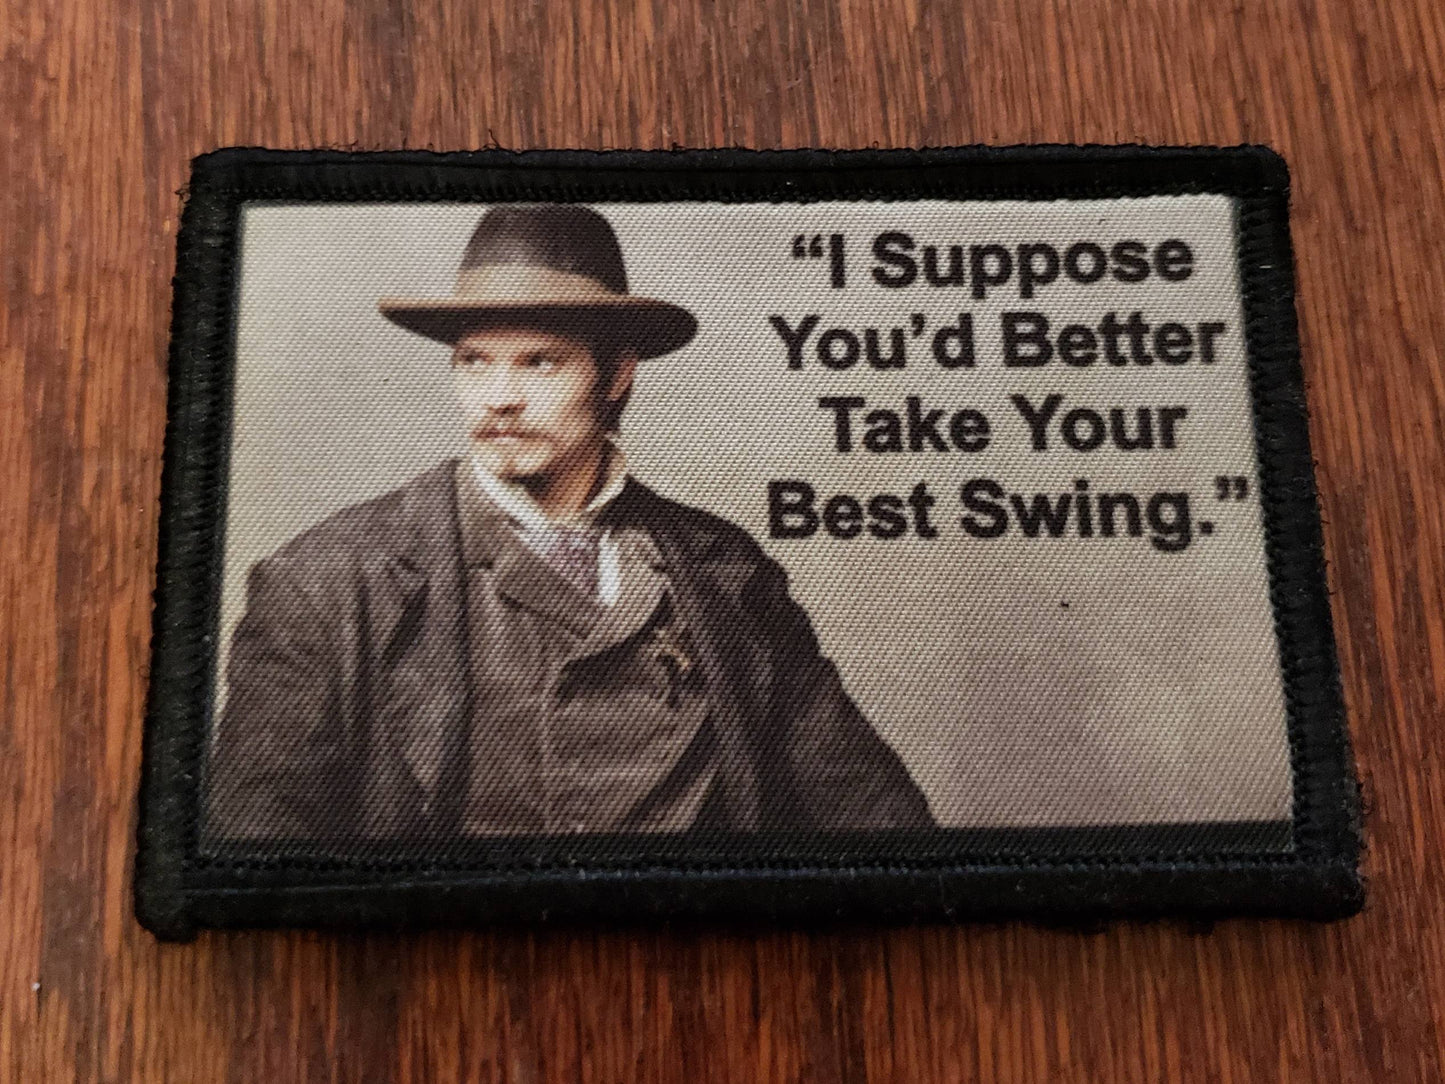 “I Suppose
You’d Better
Take Your
Best Swing.”